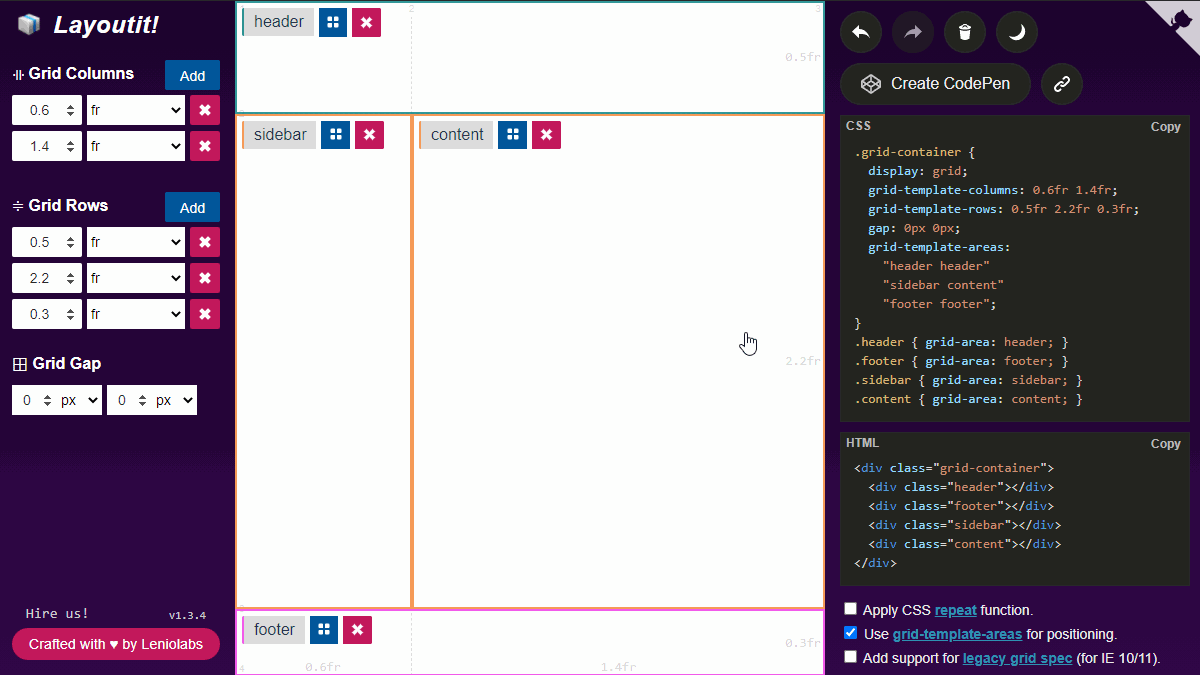 Layoutit!
Grid Columns
Add
0.6 fr
1.4 fr
Grid Rows
Add
0.5 fr
2.2 fr
0.3 fr
Grid Gap
0 px 0 px
Hire us!
v1.3.4
Crafted with ♥ by Leniolabs
header
2
3
0.5fr
sidebar
content
2.2fr
footer
0.3fr
4
0.6fr
1.4fr
Create CodePen
CSS
Copy
.grid-container {
  display: grid;
  grid-template-columns: 0.6fr 1.4fr;
  grid-template-rows: 0.5fr 2.2fr 0.3fr;
  gap: 0px 0px;
  grid-template-areas:
    "header header"
    "sidebar content"
    "footer footer";
}
.header { grid-area: header; }
.footer { grid-area: footer; }
.sidebar { grid-area: sidebar; }
.content { grid-area: content; }
HTML
Copy
<div class="grid-container">
  <div class="header"></div>
  <div class="footer"></div>
  <div class="sidebar"></div>
  <div class="content"></div>
</div>
Apply CSS repeat function.
Use grid-template-areas for positioning.
Add support for legacy grid spec (for IE 10/11).